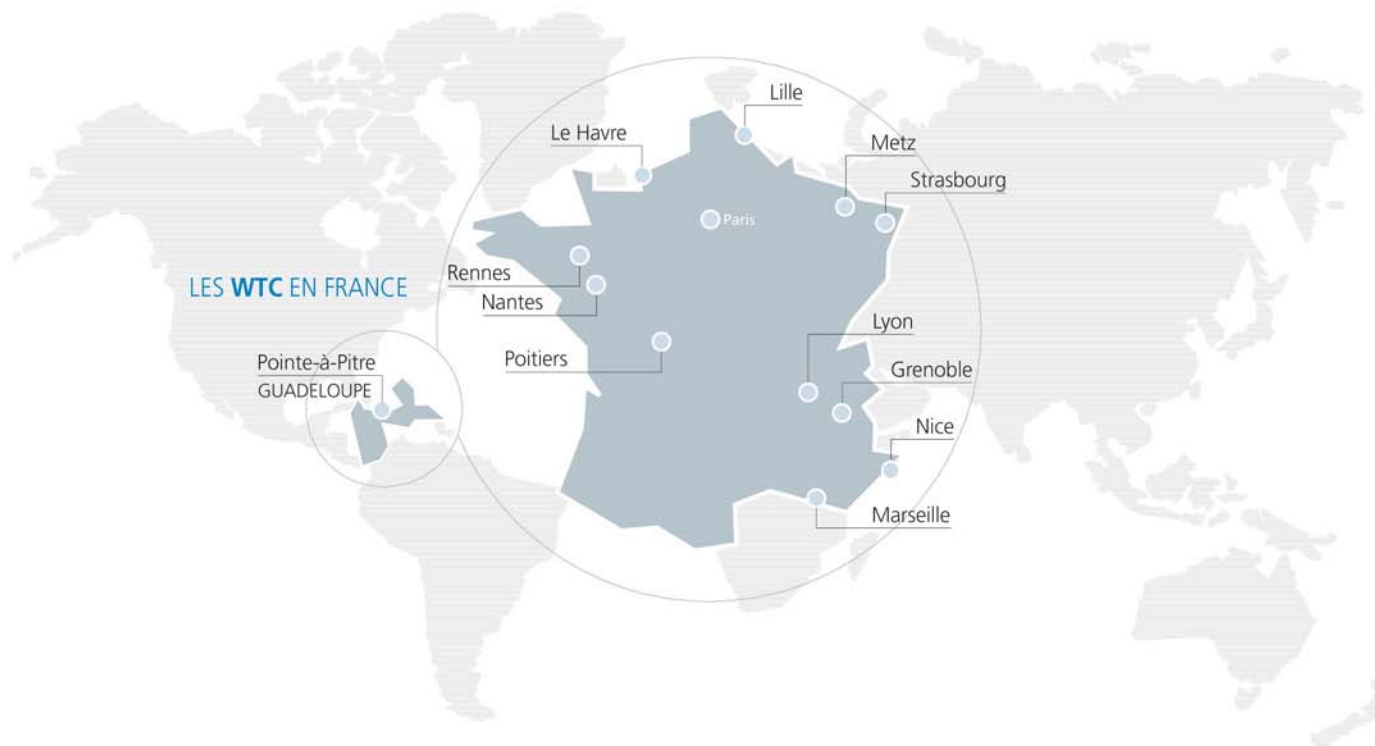 Lille
Le Havre
Metz
Strasbourg
Paris
Rennes
LES WTC EN FRANCE
Nantes
Lyon
Poitiers
Pointe-à-Pitre
GUADELOUPE
Grenoble
Nice
Marseille